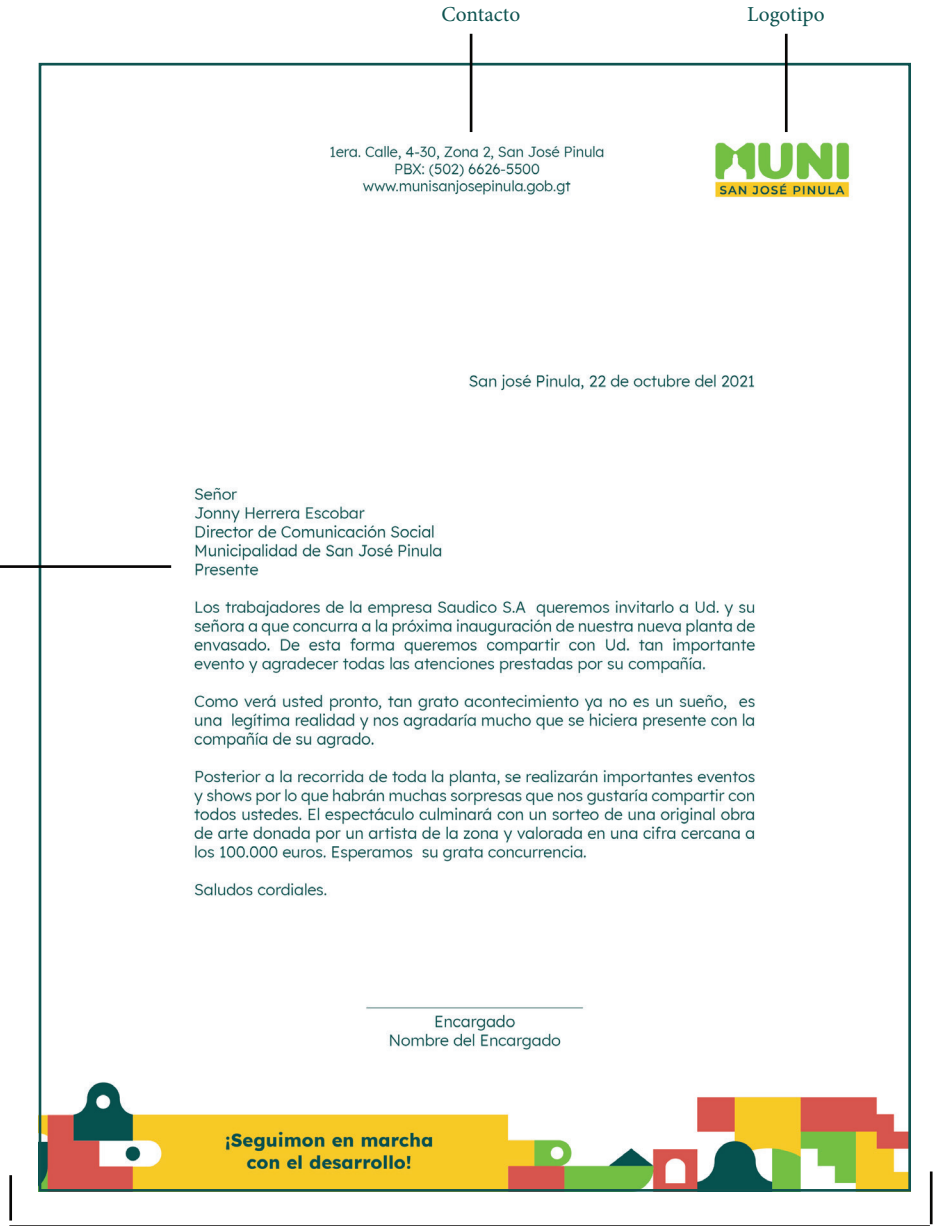 Contacto
Logotipo
1era. Calle, 4-30, Zona 2, San José Pinula
PBX: (502) 6626-5500
www.munisanjosepinula.gob.gt
MUNI
SAN JOSÉ PINULA
San josé Pinula, 22 de octubre del 2021
Señor
Jonny Herrera Escobar
Director de Comunicación Social
Municipalidad de San José Pinula
Presente
Los trabajadores de la empresa Saudico S.A  queremos invitarlo a Ud. y su
señora a que concurra a la próxima inauguración de nuestra nueva planta de
envasado. De esta forma queremos compartir con Ud. tan importante
evento y agradecer todas las atenciones prestadas por su compañía.
Como verá usted pronto, tan grato acontecimiento ya no es un sueño,  es
una  legítima realidad y nos agradaría mucho que se hiciera presente con la
compañía de su agrado.
Posterior a la recorrida de toda la planta, se realizarán importantes eventos
y shows por lo que habrán muchas sorpresas que nos gustaría compartir con
todos ustedes. El espectáculo culminará con un sorteo de una original obra
de arte donada por un artista de la zona y valorada en una cifra cercana a
los 100.000 euros. Esperamos  su grata concurrencia.
Saludos cordiales.
Encargado
Nombre del Encargado
¡Seguimon en marcha
con el desarrollo!